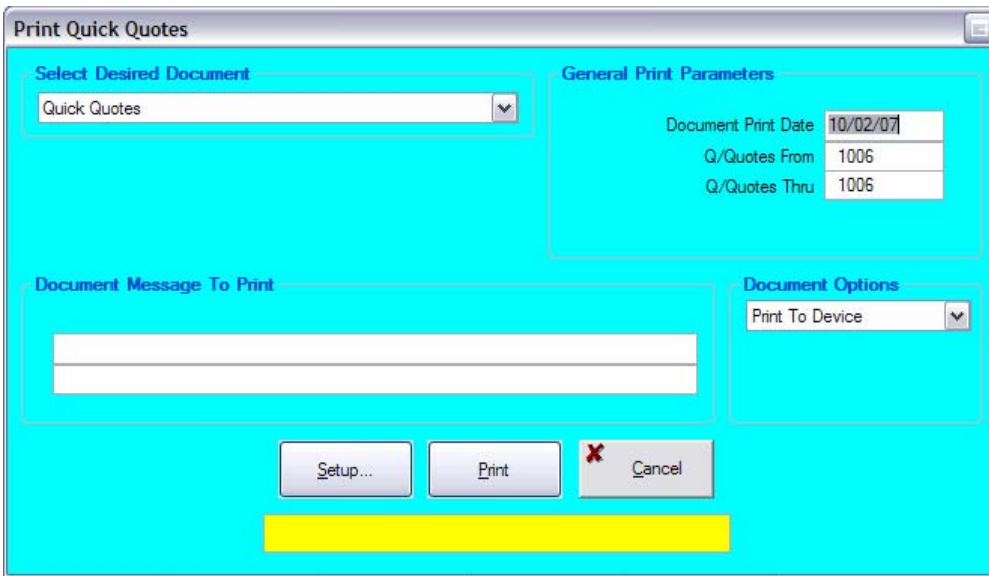 Print Quick Quotes
Select Desired Document
Quick Quotes
General Print Parameters
Document Print Date 10/02/07
Q/Quotes From 1006
Q/Quotes Thru 1006
Document Message To Print
Document Options
Print To Device
Setup...
Print
Cancel